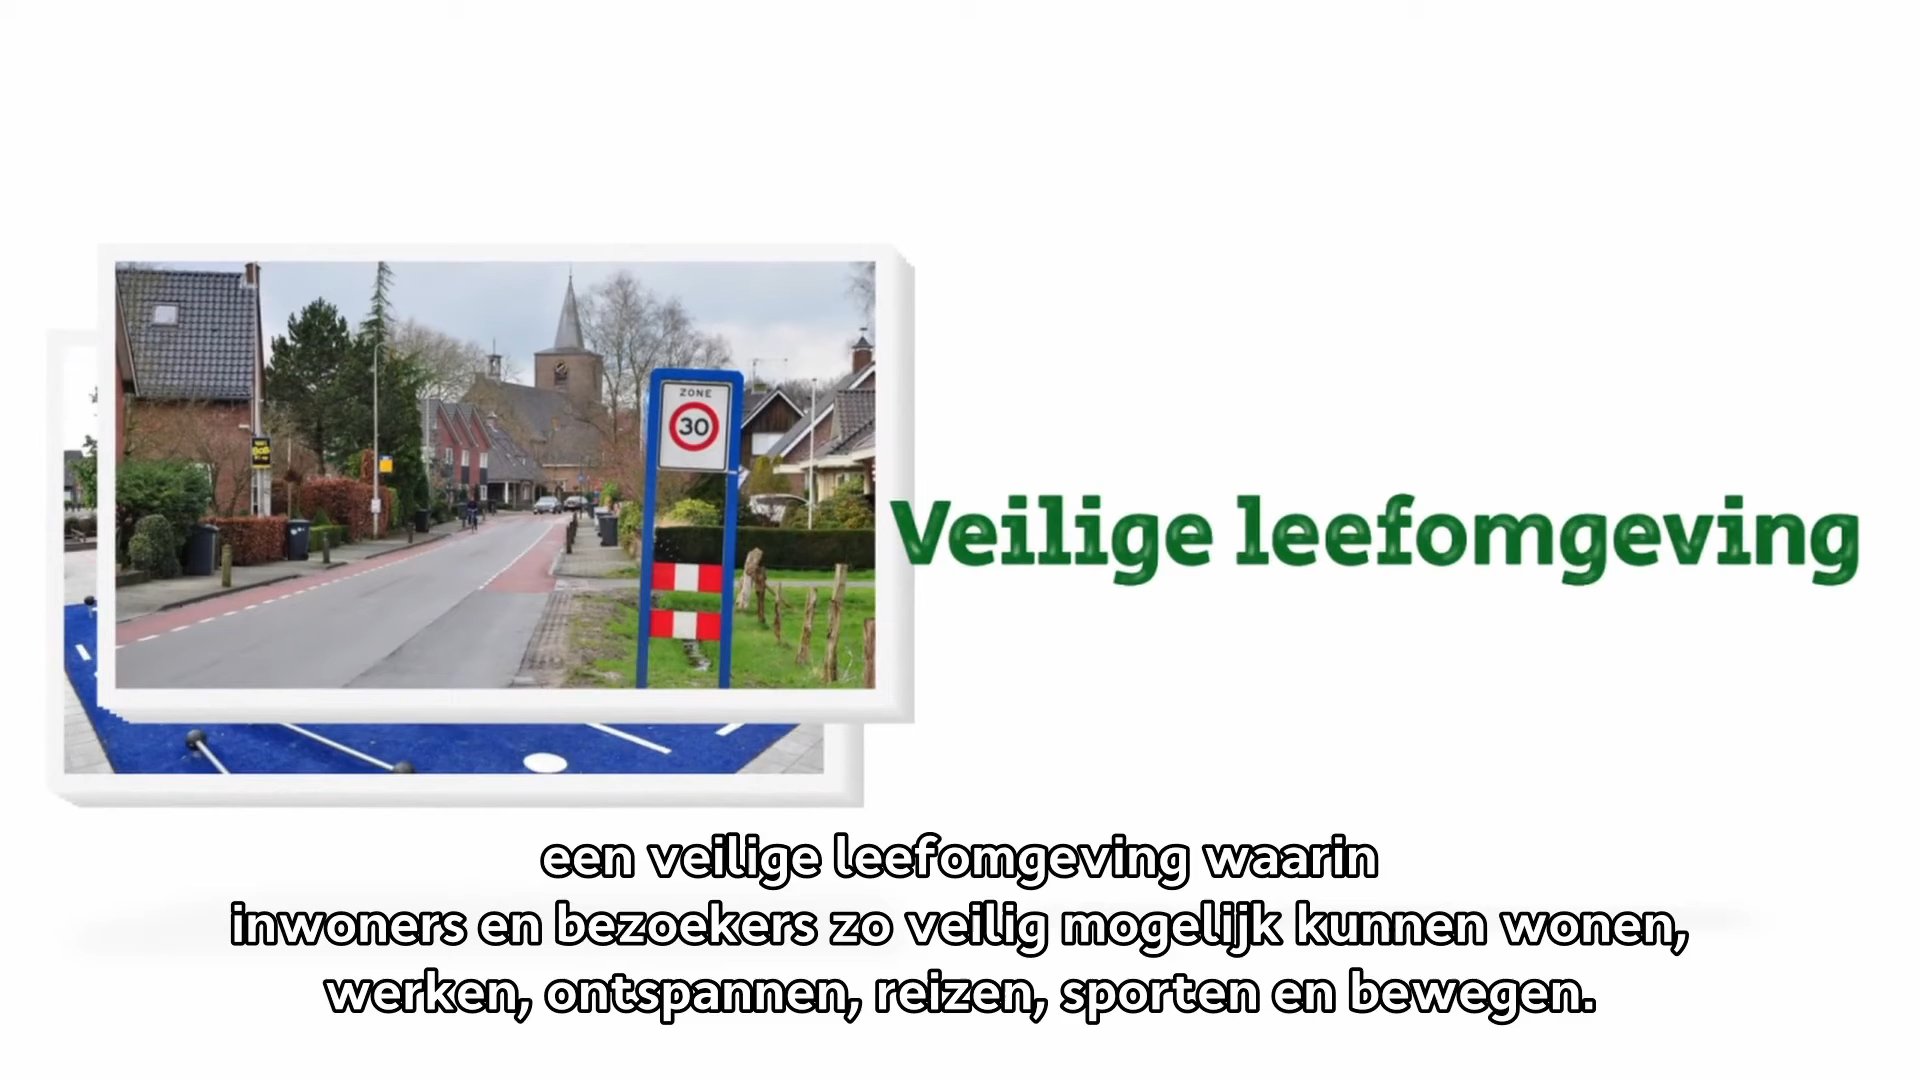 ZONE
30
Veilige leefomgeving
een veilige leefomgeving waarin
inwoners en bezoekers zo veilig mogelijk kunnen wonen,
werken, ontspannen, reizen, sporten en bewegen.